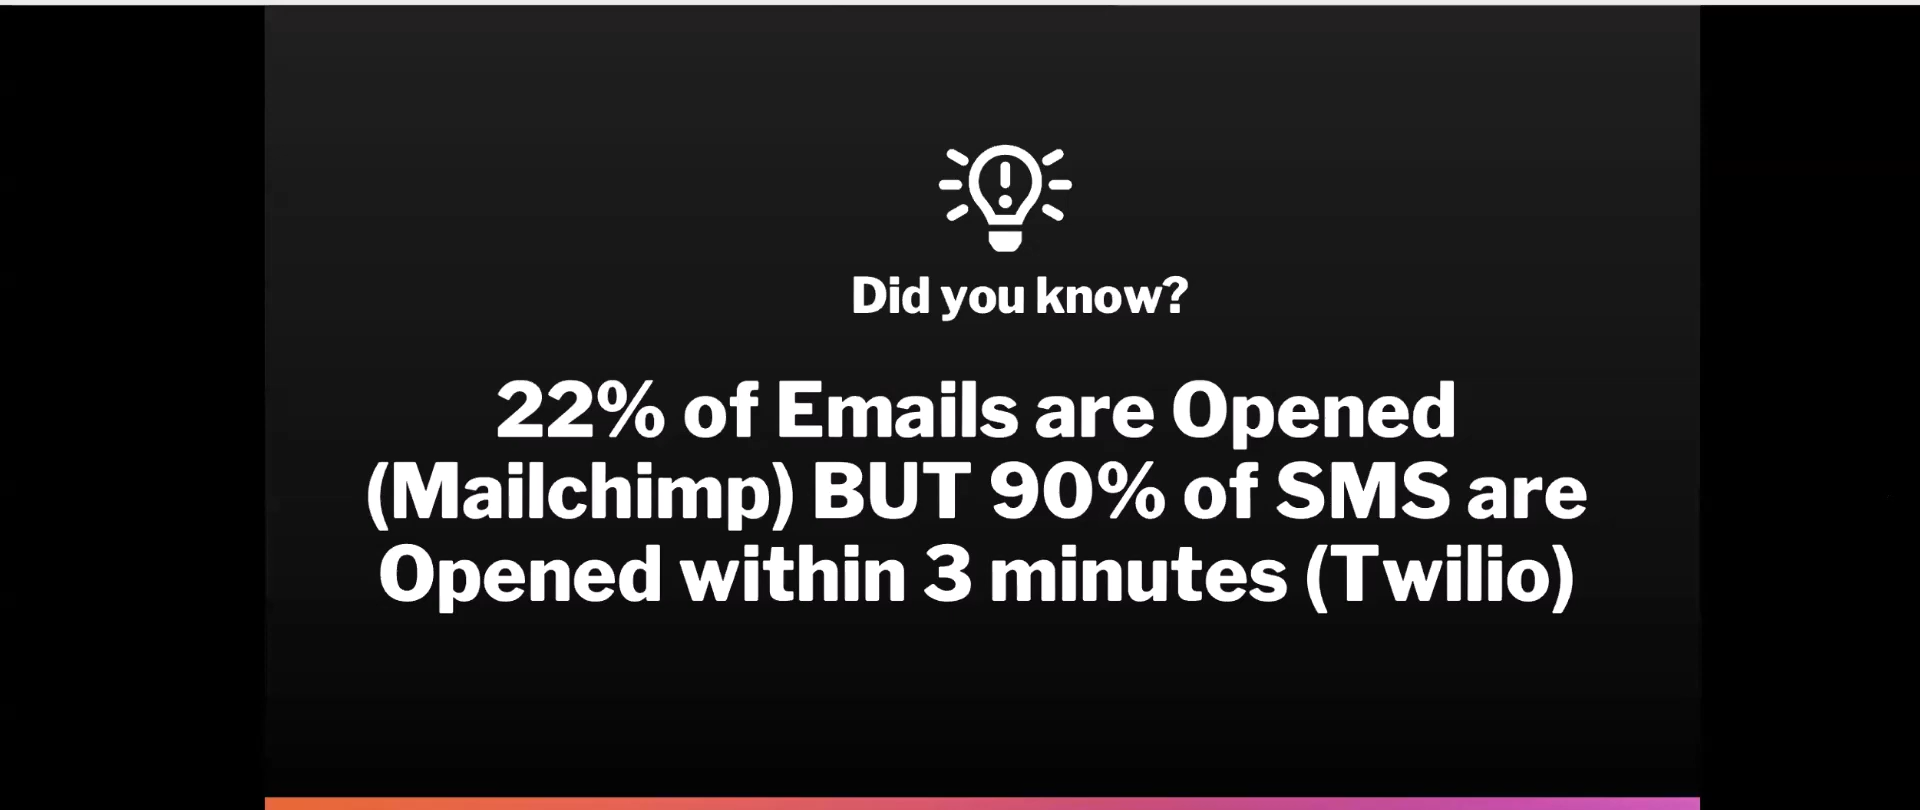 Did you know?
22% of Emails are Opened
(Mailchimp) BUT 90% of SMS are
Opened within 3 minutes (Twilio)